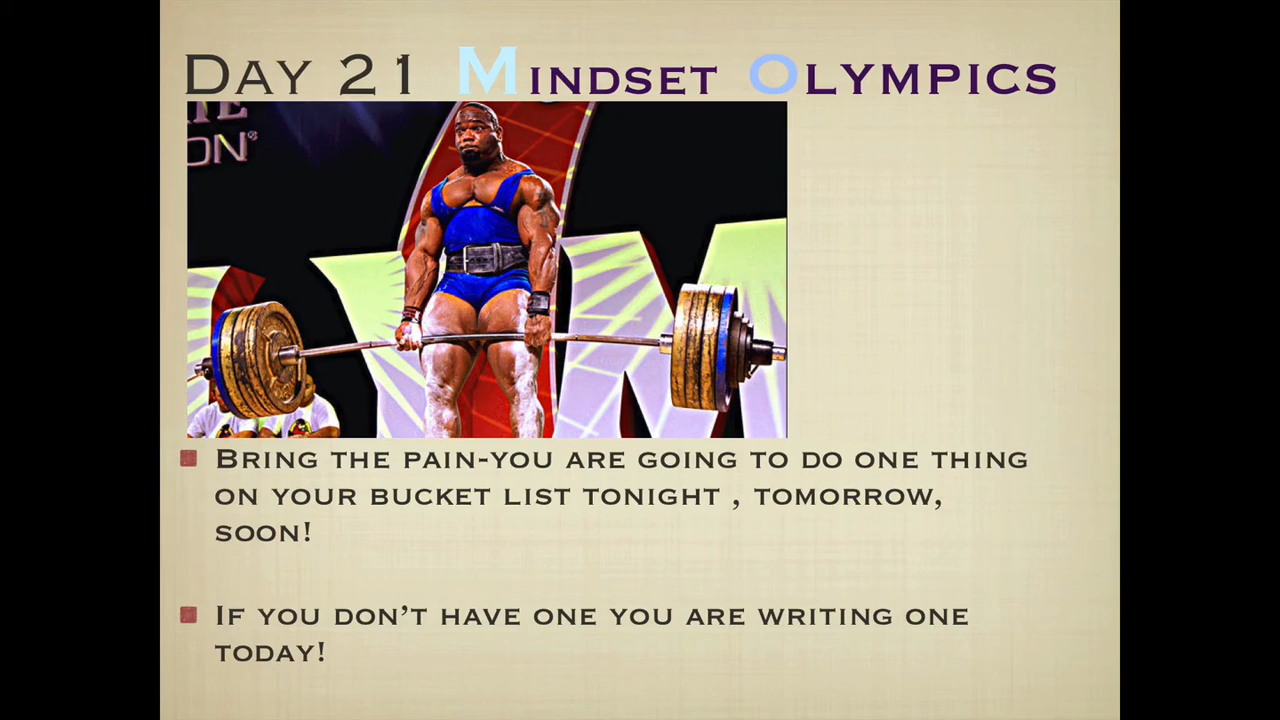 Day 21 Mindset Olympics
ON®
Bring the pain-you are going to do one thing
on your bucket list tonight , tomorrow,
soon!
If you don't have one you are writing one
today!